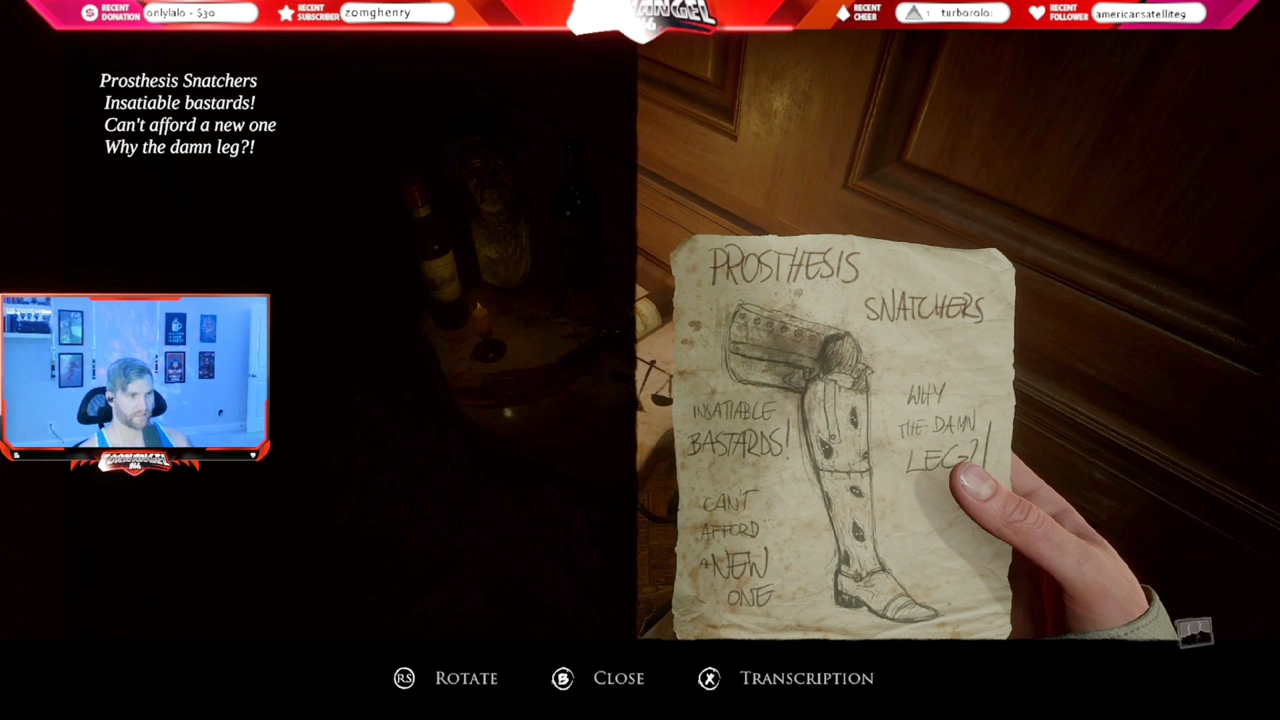 RECENT DONATION
onlylalo - $30
RECENT SUBSCRIBER
zomghenry
RECENT CHEER
1 turborolo:
RECENT FOLLOWER
americansatellite9
Prosthesis Snatchers
Insatiable bastards!
Can't afford a new one
Why the damn leg?!
PROSTHESIS
SNATCHERS
INSATIABLE
BASTARDS!
WHY
THE DAMN
LEG?!
CAN'T
AFFORD
A NEW
ONE
RS ROTATE
B CLOSE
X TRANSCRIPTION